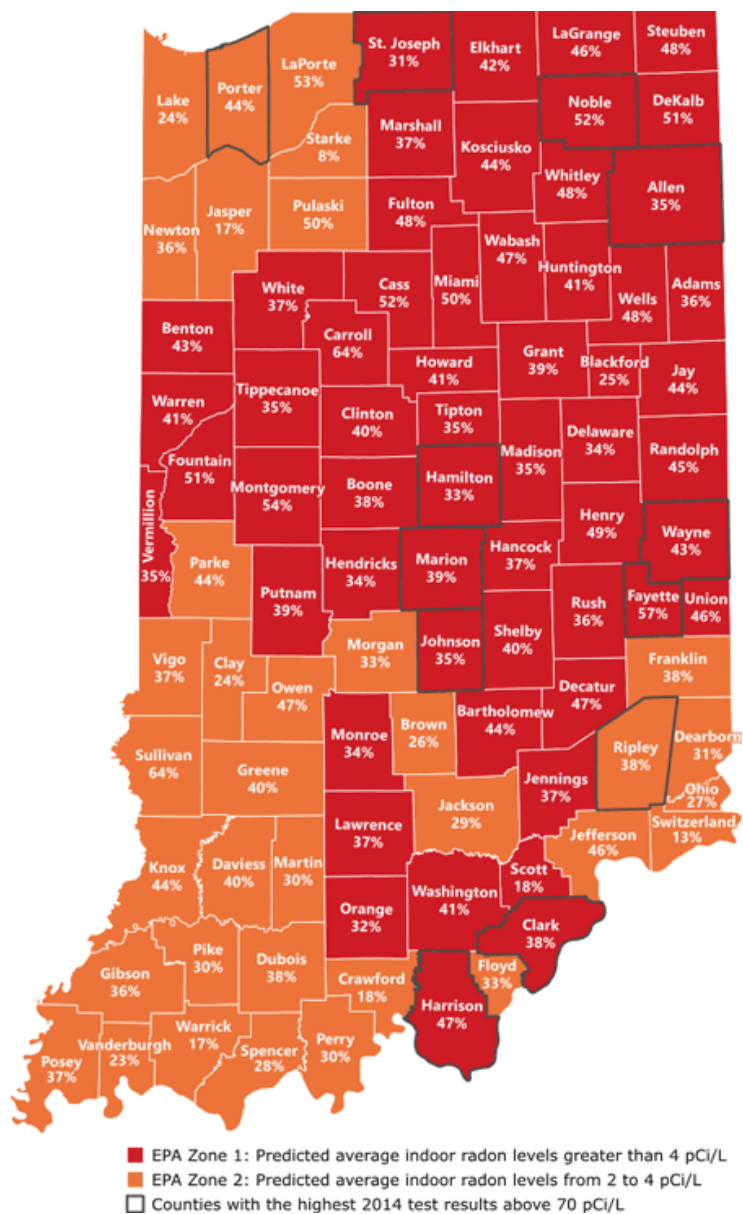 St. Joseph
31%
Elkhart
42%
LaGrange
46%
Steuben
48%
LaPorte
53%
Lake
24%
Porter
44%
Noble
52%
DeKalb
51%
Starke
8%
Marshall
37%
Kosciusko
44%
Whitley
48%
Allen
35%
Newton
36%
Jasper
17%
Pulaski
50%
Fulton
48%
Wabash
47%
Huntington
41%
White
37%
Cass
52%
Miami
50%
Wells
48%
Adams
36%
Benton
43%
Carroll
64%
Howard
41%
Grant
39%
Blackford
25%
Jay
44%
Warren
41%
Tippecanoe
35%
Clinton
40%
Tipton
35%
Madison
35%
Delaware
34%
Randolph
45%
Fountain
51%
Montgomery
54%
Boone
38%
Hamilton
33%
Henry
49%
Wayne
43%
Vermillion
35%
Parke
44%
Putnam
39%
Hendricks
34%
Marion
39%
Hancock
37%
Rush
36%
Fayette
57%
Union
46%
Vigo
37%
Clay
24%
Owen
47%
Morgan
33%
Johnson
35%
Shelby
40%
Franklin
38%
Decatur
47%
Sullivan
64%
Greene
40%
Monroe
34%
Brown
26%
Bartholomew
44%
Jennings
37%
Ripley
38%
Dearborn
31%
Ohio
27%
Switzerland
13%
Jefferson
46%
Jackson
29%
Lawrence
37%
Knox
44%
Daviess
40%
Martin
30%
Orange
32%
Washington
41%
Scott
18%
Clark
38%
Gibson
36%
Pike
30%
Dubois
38%
Crawford
18%
Floyd
33%
Harrison
47%
Posey
37%
Vanderburgh
23%
Warrick
17%
Spencer
28%
Perry
30%
EPA Zone 1: Predicted average indoor radon levels greater than 4 pCi/L
EPA Zone 2: Predicted average indoor radon levels from 2 to 4 pCi/L
Counties with the highest 2014 test results above 70 pCi/L